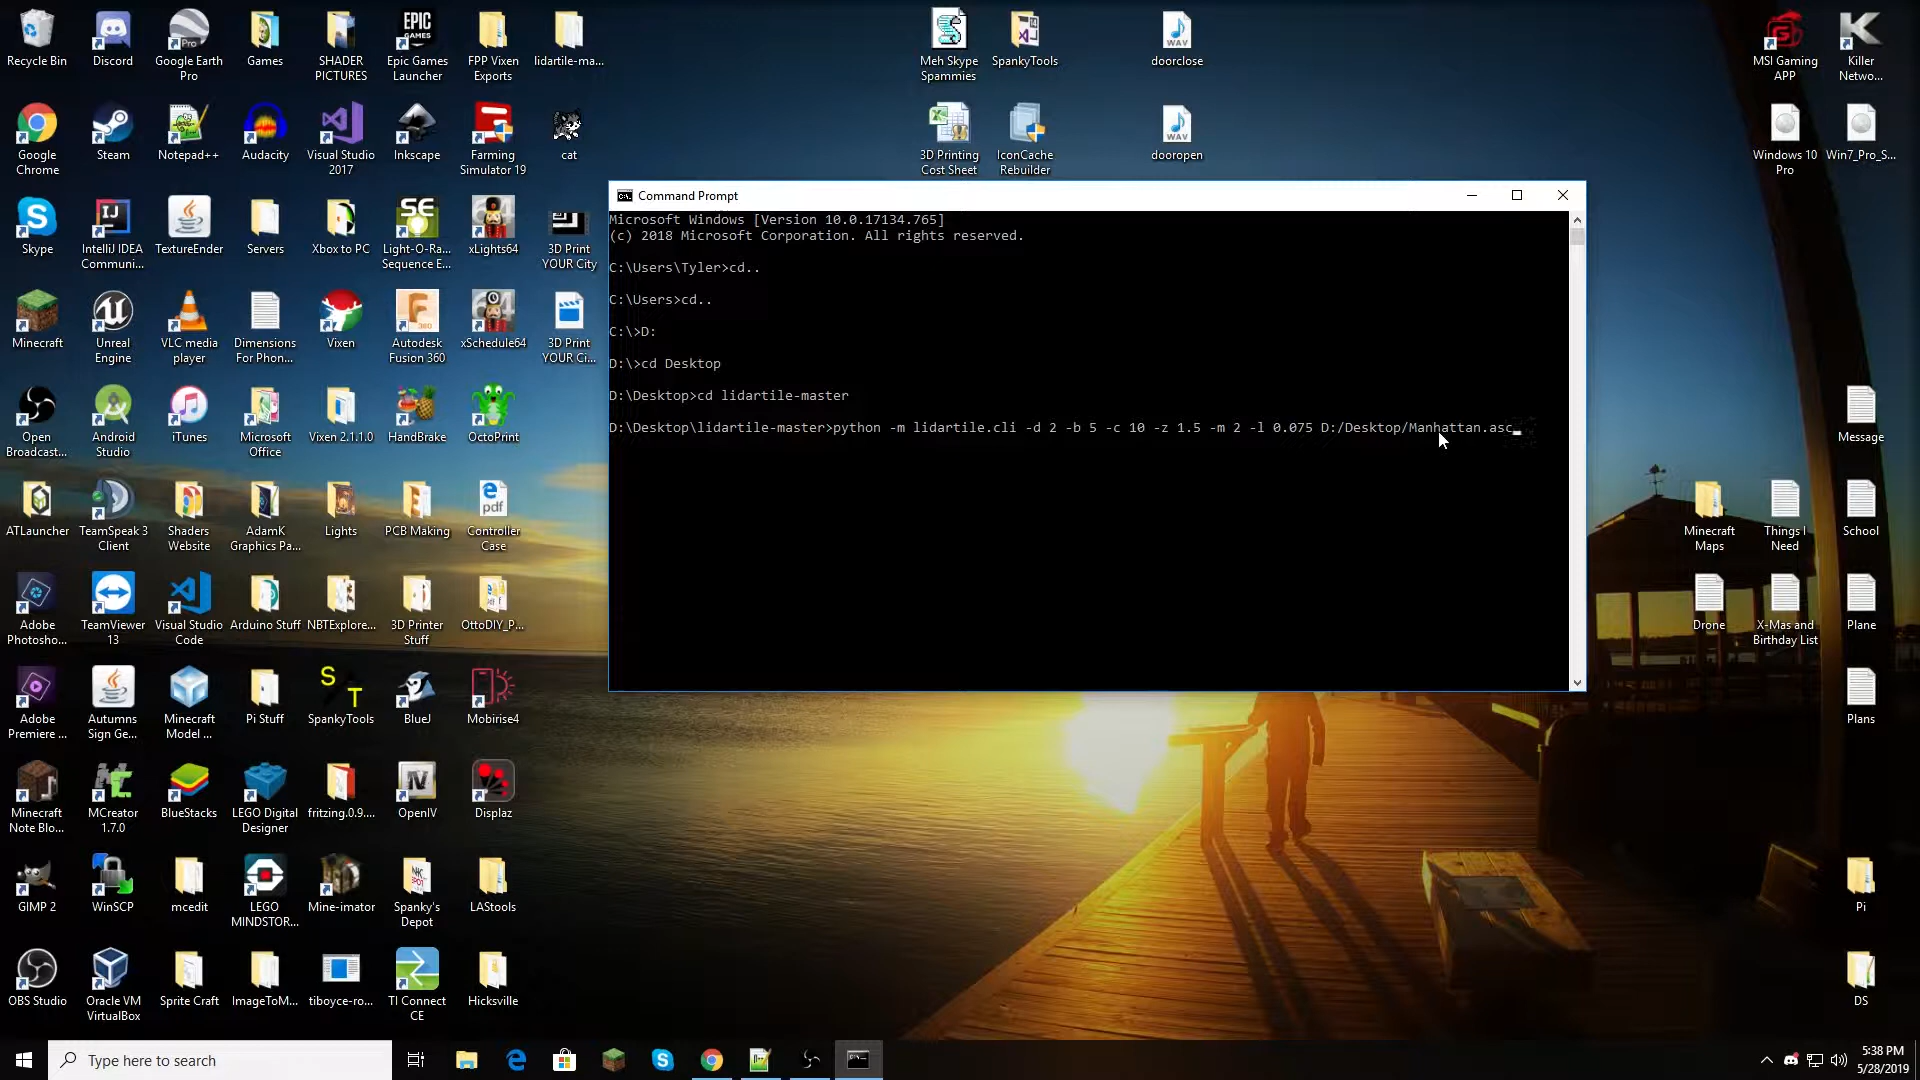 Recycle Bin
Discord
Google Earth
Pro
Games
SHADER
PICTURES
Epic Games
Launcher
FPP Vixen
Exports
lidartile-ma...
Meh Skype
Spammies
SpankyTools
doorclose
MSI Gaming
APP
Killer
Netwo...
Google
Chrome
Steam
Notepad++
Audacity
Visual Studio
2017
Inkscape
Farming
Simulator 19
cat
3D Printing
Cost Sheet
IconCache
Rebuilder
dooropen
Windows 10
Pro
Win7_Pro_S...
Skype
IntelliJ IDEA
Communi...
TextureEnder
Servers
Xbox to PC
Light-O-Ra...
Sequence E...
xLights64
3D Print
YOUR City
Minecraft
Unreal
Engine
VLC media
player
Dimensions
For Phon...
Vixen
Autodesk
Fusion 360
xSchedule64
3D Print
YOUR Ci...
Command Prompt
Microsoft Windows [Version 10.0.17134.765]
(c) 2018 Microsoft Corporation. All rights reserved.
C:\Users\Tyler>cd..
C:\Users>cd..
C:\>D:
D:\>cd Desktop
D:\Desktop>cd lidartile-master
D:\Desktop\lidartile-master>python -m lidartile.cli -d 2 -b 5 -c 10 -z 1.5 -m 2 -l 0.075 D:/Desktop/Manhattan.asc
Open
Broadcast...
Android
Studio
iTunes
Microsoft
Office
Vixen 2.1.1.0
HandBrake
OctoPrint
Message
ATLauncher
TeamSpeak 3
Client
Shaders
Website
AdamK
Graphics Pa...
Lights
PCB Making
Controller
Case
Minecraft
Maps
Things I
Need
School
Adobe
Photosho...
TeamViewer
13
Visual Studio
Code
Arduino Stuff
NBTExplore...
3D Printer
Stuff
OttoDIY_P...
Drone
X-Mas and
Birthday List
Plane
Adobe
Premiere ...
Autumns
Sign Ge...
Minecraft
Model ...
Pi Stuff
SpankyTools
BlueJ
Mobirise4
Plans
Minecraft
Note Blo...
MCreator
1.7.0
BlueStacks
LEGO Digital
Designer
fritzing.0.9....
OpenIV
Displaz
GIMP 2
WinSCP
mcedit
LEGO
MINDSTOR...
Mine-imator
Spanky's
Depot
LAStools
Pi
OBS Studio
Oracle VM
VirtualBox
Sprite Craft
ImageToM...
tiboyce-ro...
TI Connect
CE
Hicksville
DS
Type here to search
5:38 PM
5/28/2019